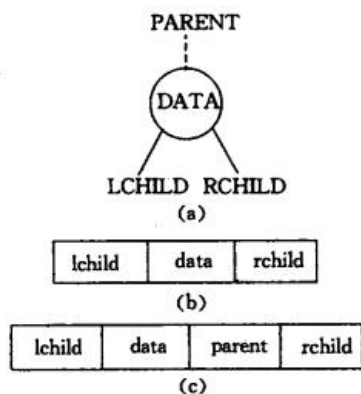 PARENT
DATA
LCHILD RCHILD
(a)
lchild data rchild
(b)
lchild data parent rchild
(c)